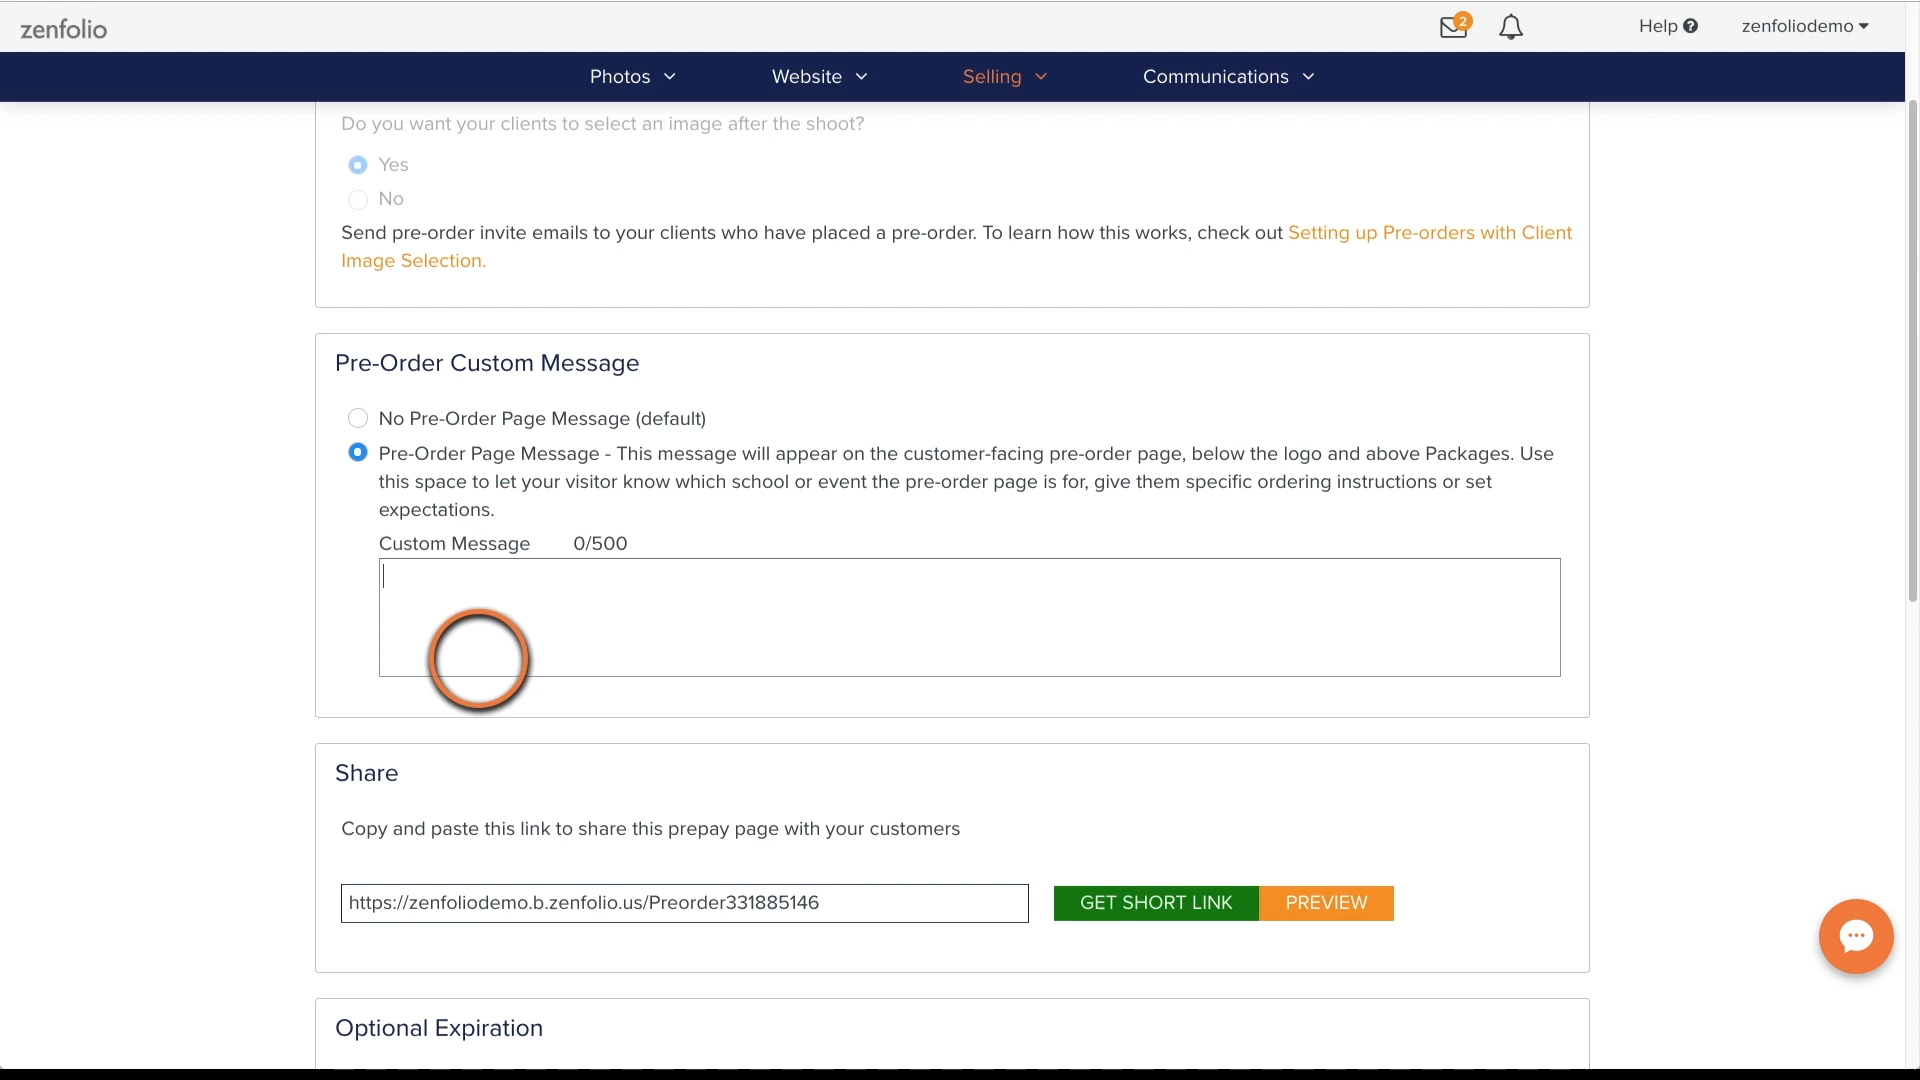 zenfolio
2
Help
zenfoliodemo
Photos
Website
Selling
Communications
Do you want your clients to select an image after the shoot?
Yes
No
Send pre-order invite emails to your clients who have placed a pre-order. To learn how this works, check out Setting up Pre-orders with Client
Image Selection.
Pre-Order Custom Message
No Pre-Order Page Message (default)
Pre-Order Page Message - This message will appear on the customer-facing pre-order page, below the logo and above Packages. Use
this space to let your visitor know which school or event the pre-order page is for, give them specific ordering instructions or set
expectations.
Custom Message 0/500
Share
Copy and paste this link to share this prepay page with your customers
https://zenfoliodemo.b.zenfolio.us/Preorder331885146
GET SHORT LINK
PREVIEW
Optional Expiration